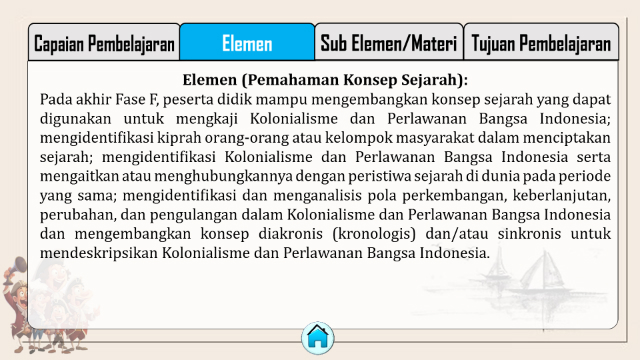 Capaian Pembelajaran
Elemen
Sub Elemen/Materi
Tujuan Pembelajaran
Elemen (Pemahaman Konsep Sejarah):
Pada akhir Fase F, peserta didik mampu mengembangkan konsep sejarah yang dapat
digunakan untuk mengkaji Kolonialisme dan Perlawanan Bangsa Indonesia;
mengidentifikasi kiprah orang-orang atau kelompok masyarakat dalam menciptakan
sejarah; mengidentifikasi Kolonialisme dan Perlawanan Bangsa Indonesia serta
mengaitkan atau menghubungkannya dengan peristiwa sejarah di dunia pada periode
yang sama; mengidentifikasi dan menganalisis pola perkembangan, keberlanjutan,
perubahan, dan pengulangan dalam Kolonialisme dan Perlawanan Bangsa Indonesia
dan mengembangkan konsep diakronis (kronologis) dan/atau sinkronis untuk
mendeskripsikan Kolonialisme dan Perlawanan Bangsa Indonesia.